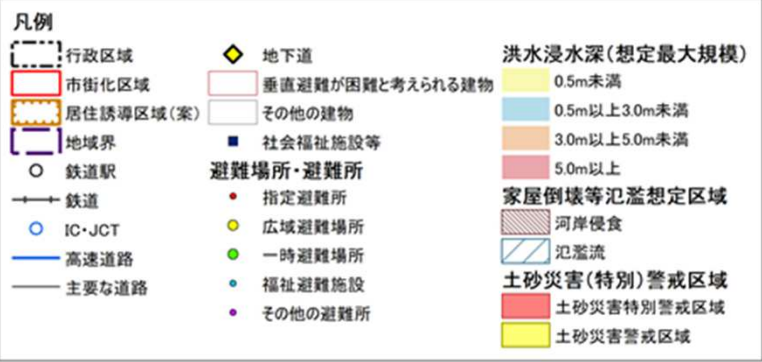 凡例
行政区域
市街化区域
居住誘導区域(案)
地域界
鉄道駅
鉄道
IC・JCT
高速道路
主要な道路
地下道
垂直避難が困難と考えられる建物
その他の建物
社会福祉施設等
避難場所・避難所
指定避難所
広域避難場所
一時避難場所
福祉避難施設
その他の避難所
洪水浸水深(想定最大規模)
0.5m未満
0.5m以上3.0m未満
3.0m以上5.0m未満
5.0m以上
家屋倒壊等氾濫想定区域
河岸侵食
氾濫流
土砂災害(特別)警戒区域
土砂災害特別警戒区域
土砂災害警戒区域